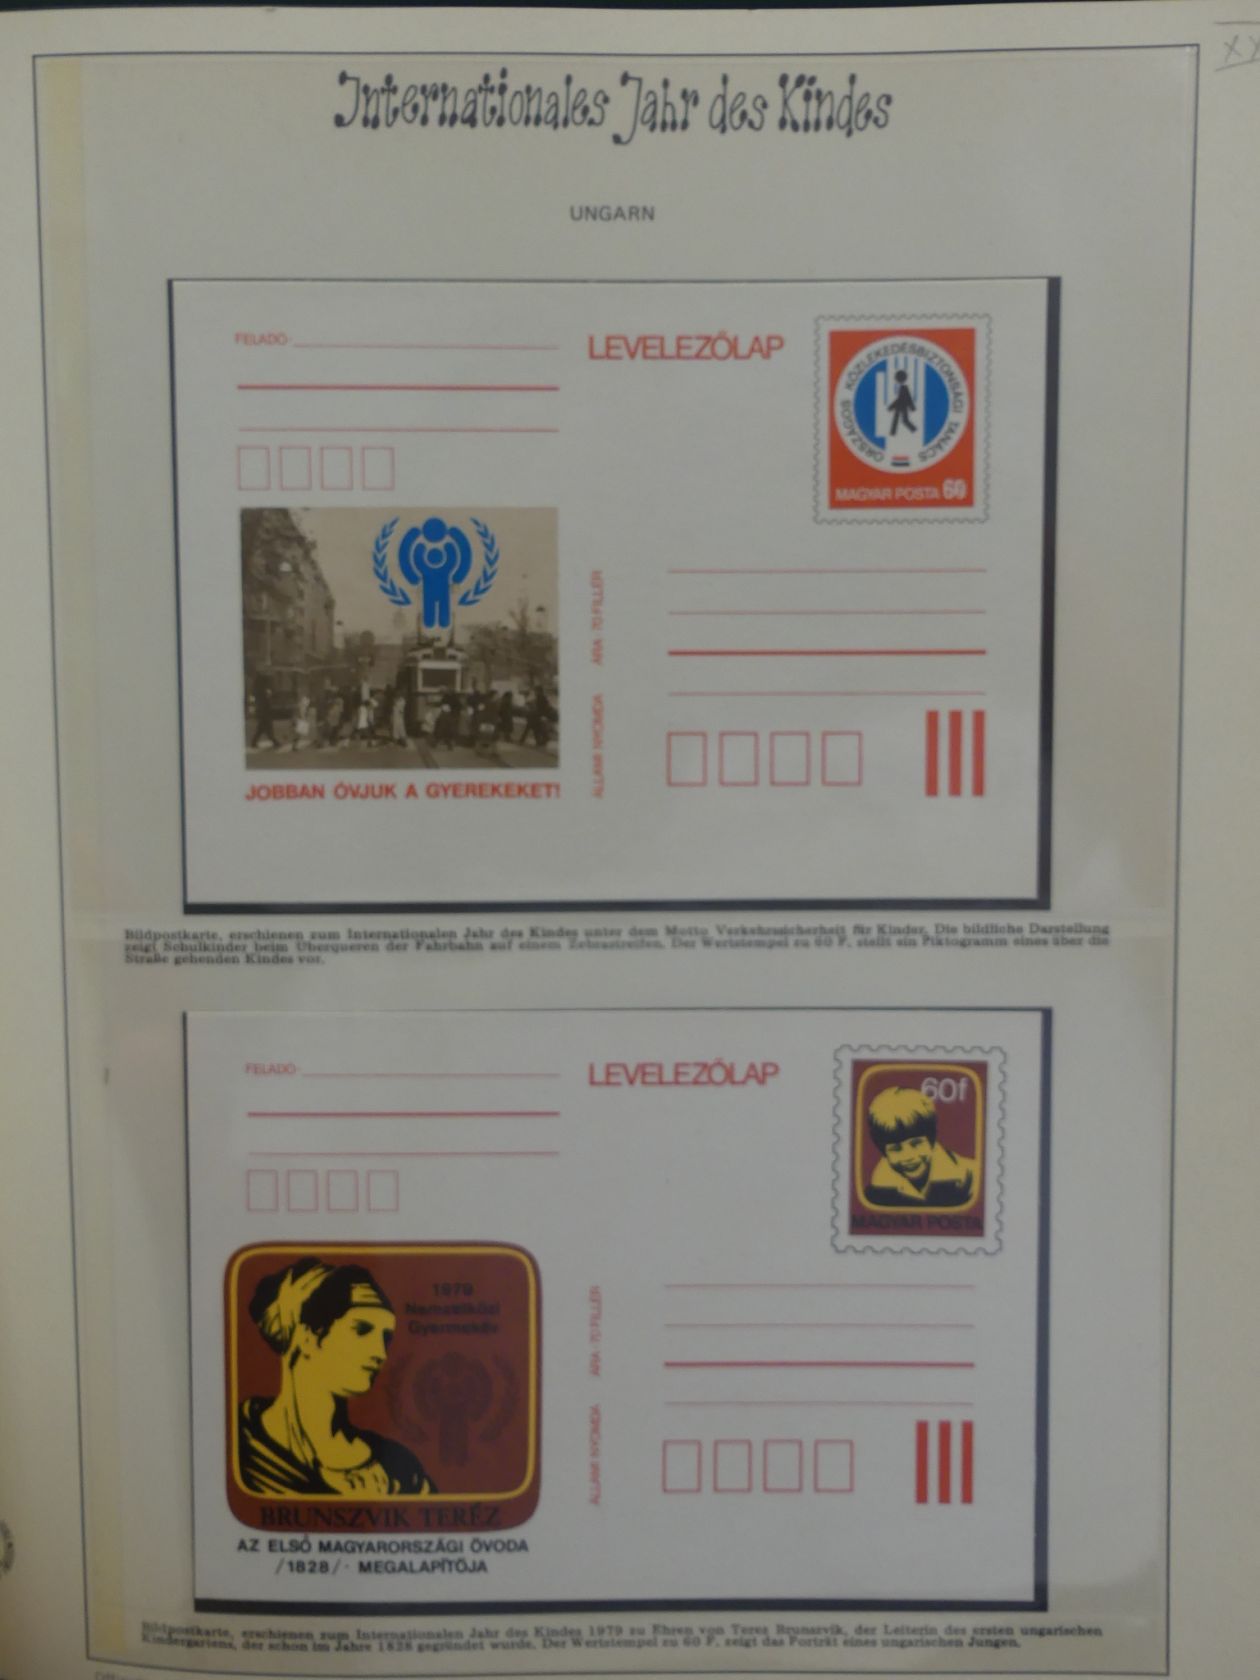 XX
Internationales Jahr des Kindes
UNGARN
FELADÓ:
LEVELEZŐLAP
ORSZÁGOS KÖZLEKEDÉSBIZTONSÁGI TANÁCS
MAGYAR POSTA 60
JOBBAN ÓVJUK A GYEREKEKET!
ÁLLAMI NYOMDA ÁRA 70 FILLÉR
Bildpostkarte, erschienen zum Internationalen Jahr des Kindes unter dem Motto Verkehrssicherheit für Kinder. Die bildliche Darstellung
zeigt Schulkinder beim Überqueren der Fahrbahn auf einem Zebrastreifen. Der Wertstempel zu 60 F. stellt ein Piktogramm eines über die
Straße gehenden Kindes vor.
FELADÓ:
LEVELEZŐLAP
60f
MAGYAR POSTA
1979
Nemzetközi
Gyermekév
BRUNSZVIK TERÉZ
AZ ELSŐ MAGYARORSZÁGI ÓVODA
/1828/· MEGALAPÍTÓJA
ÁLLAMI NYOMDA ÁRA 70 FILLÉR
Bildpostkarte, erschienen zum Internationalen Jahr des Kindes 1979 zu Ehren von Teres Brunszvik, der Leiterin des ersten ungarischen
Kindergartens, der schon im Jahre 1828 gegründet wurde. Der Wertstempel zu 60 F. zeigt das Porträt eines ungarischen Jungen.